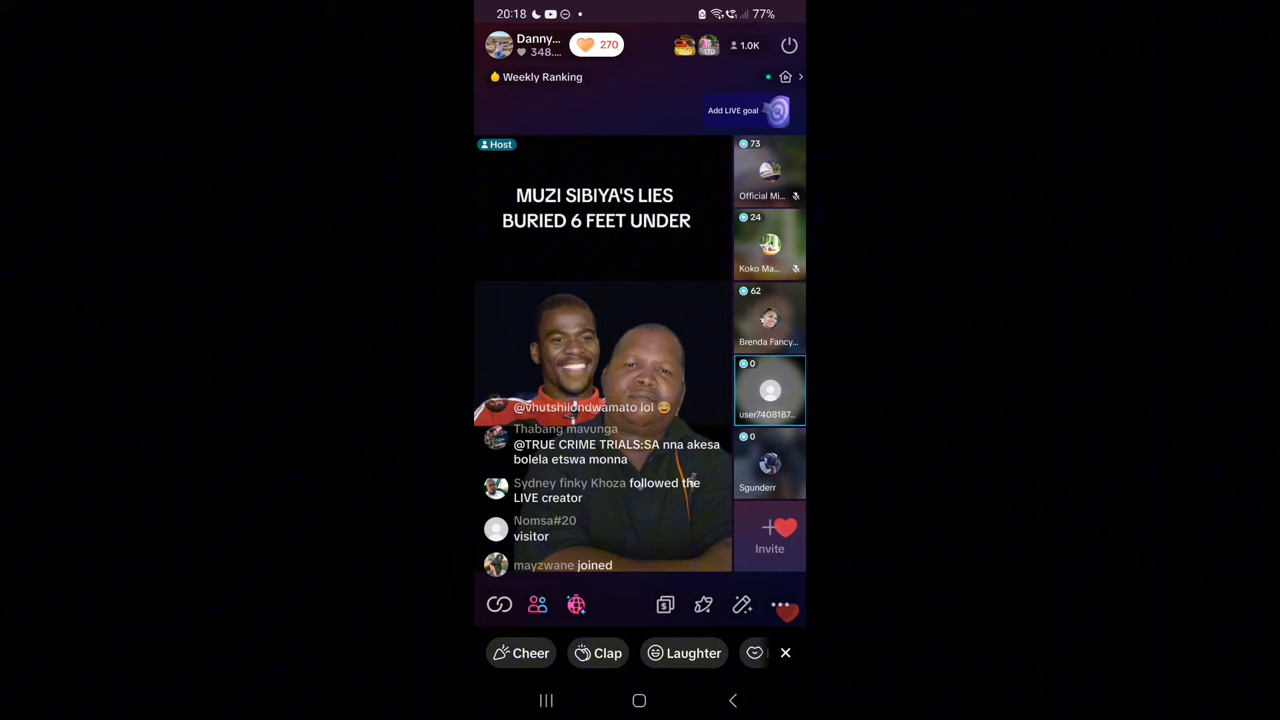 20:18
77%
Danny...
348....
270
200
170
1.0K
Weekly Ranking
Add LIVE goal
Host
MUZI SIBIYA'S LIES
BURIED 6 FEET UNDER
73
Official Mi...
24
Koko Ma...
62
Brenda Fancy...
0
user7408187...
0
Sgunderr
Invite
@vhutshilondwamato lol
Thabang mavunga
@TRUE CRIME TRIALS:SA nna akesa
bolela etswa monna
Sydney finky Khoza followed the
LIVE creator
Nomsa#20
visitor
mayzwane joined
Cheer
Clap
Laughter